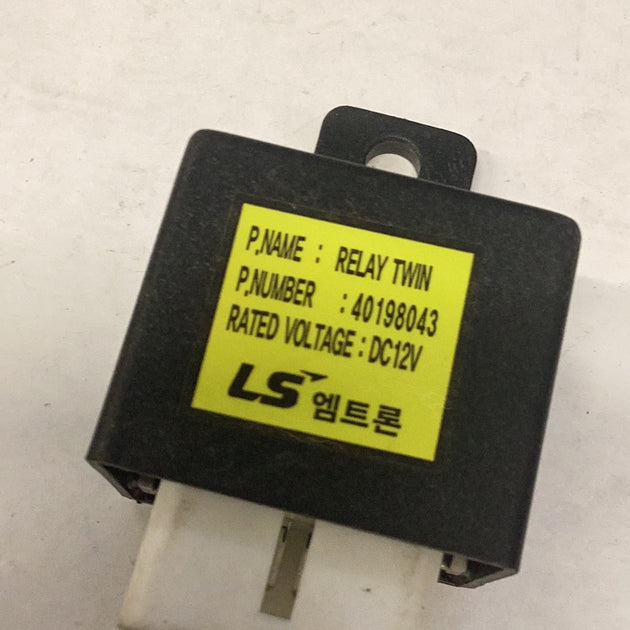 P,NAME : RELAY TWIN
P,NUMBER : 40198043
RATED VOLTAGE : DC12V
LS 엠트론